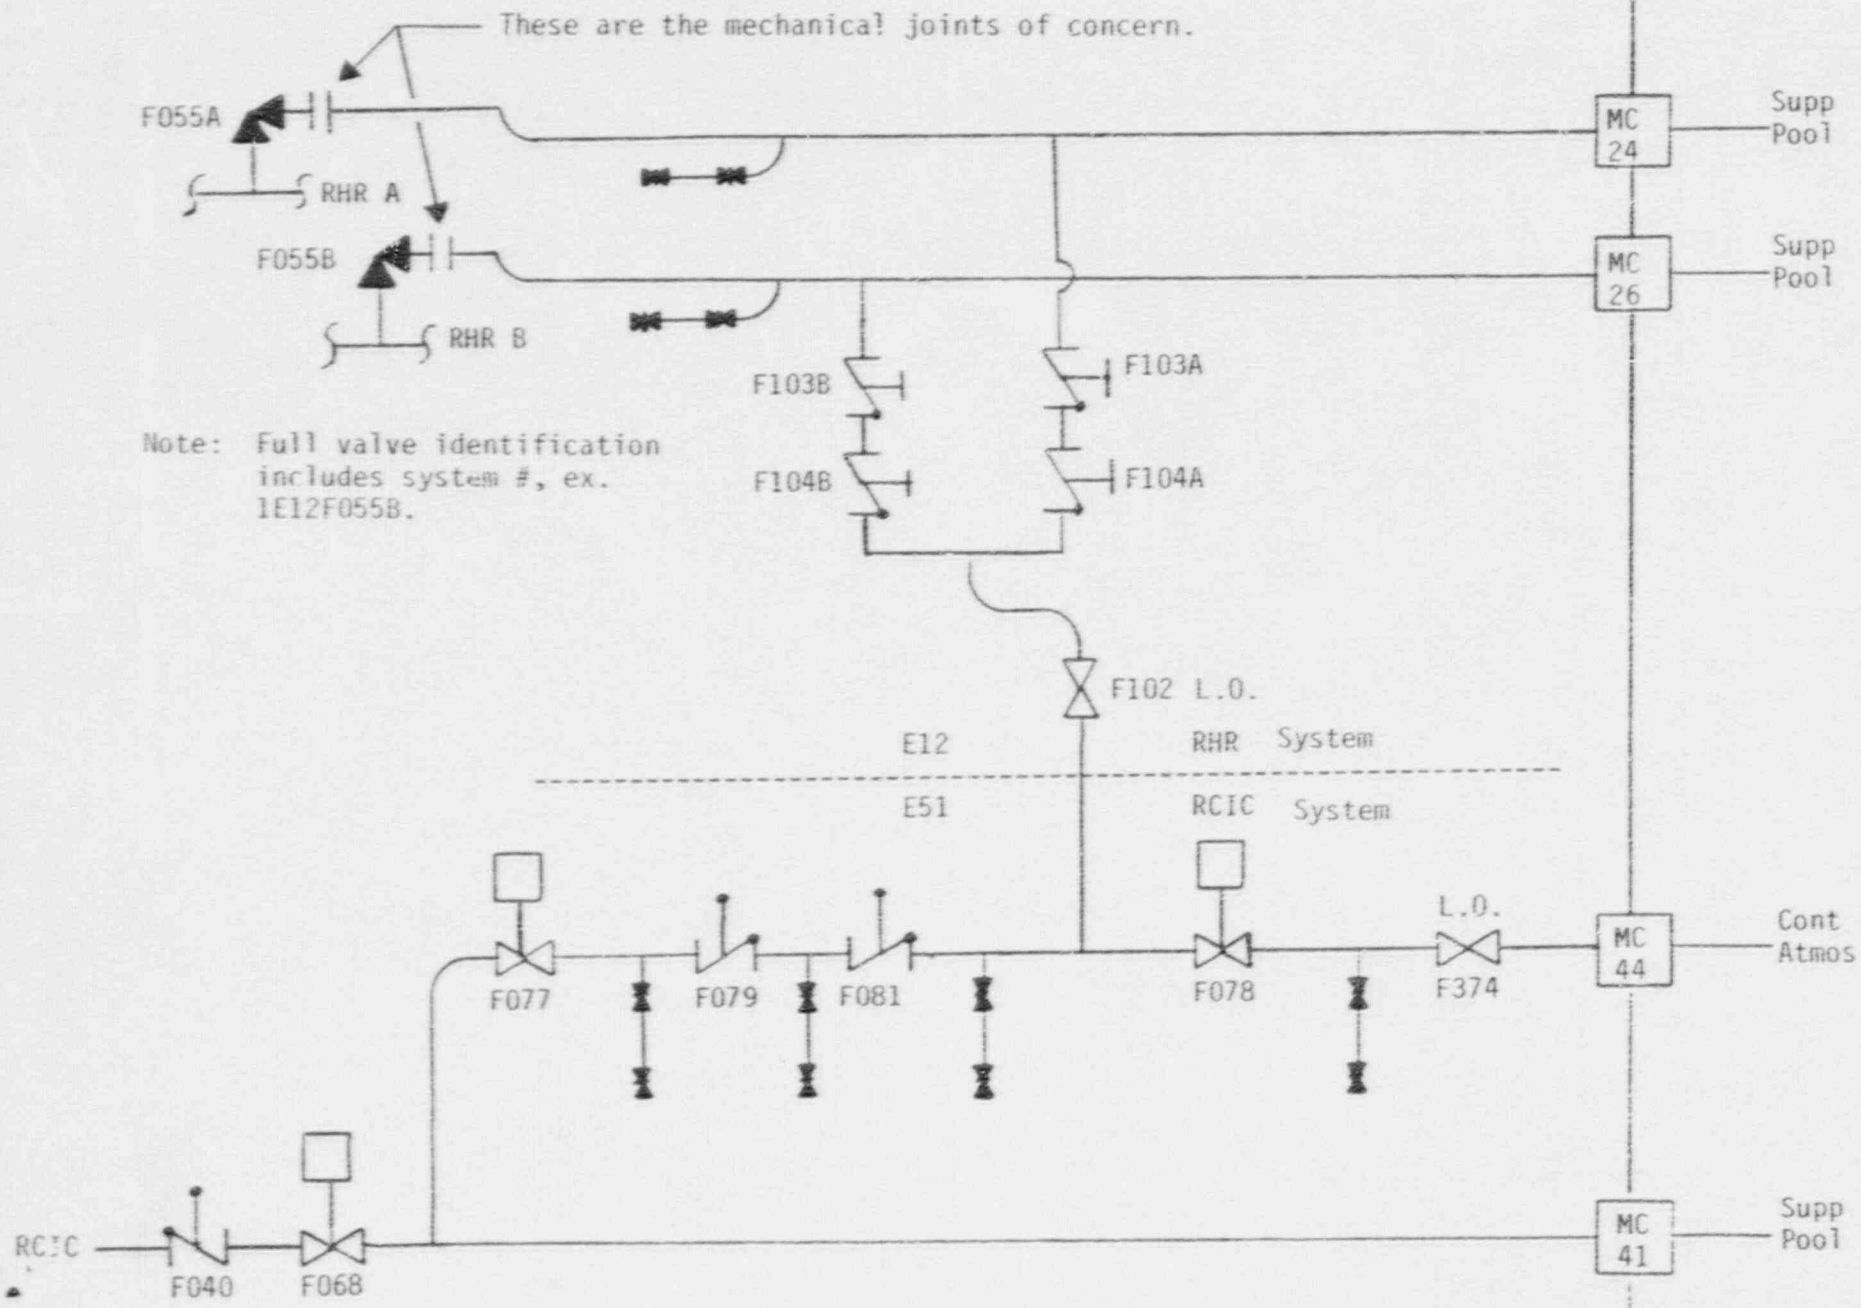 These are the mechanical joints of concern.
F055A
MC
24
Supp
Pool
RHR A
F055B
MC
26
Supp
Pool
RHR B
F103B
F103A
Note: Full valve identification
includes system #, ex.
1E12F055B.
F104B
F104A
F102 L.O.
E12
RHR System
E51
RCIC System
L.O.
MC
44
Cont
Atmos
F077
F079
F081
F078
F374
MC
41
Supp
Pool
RCIC
F040
F068